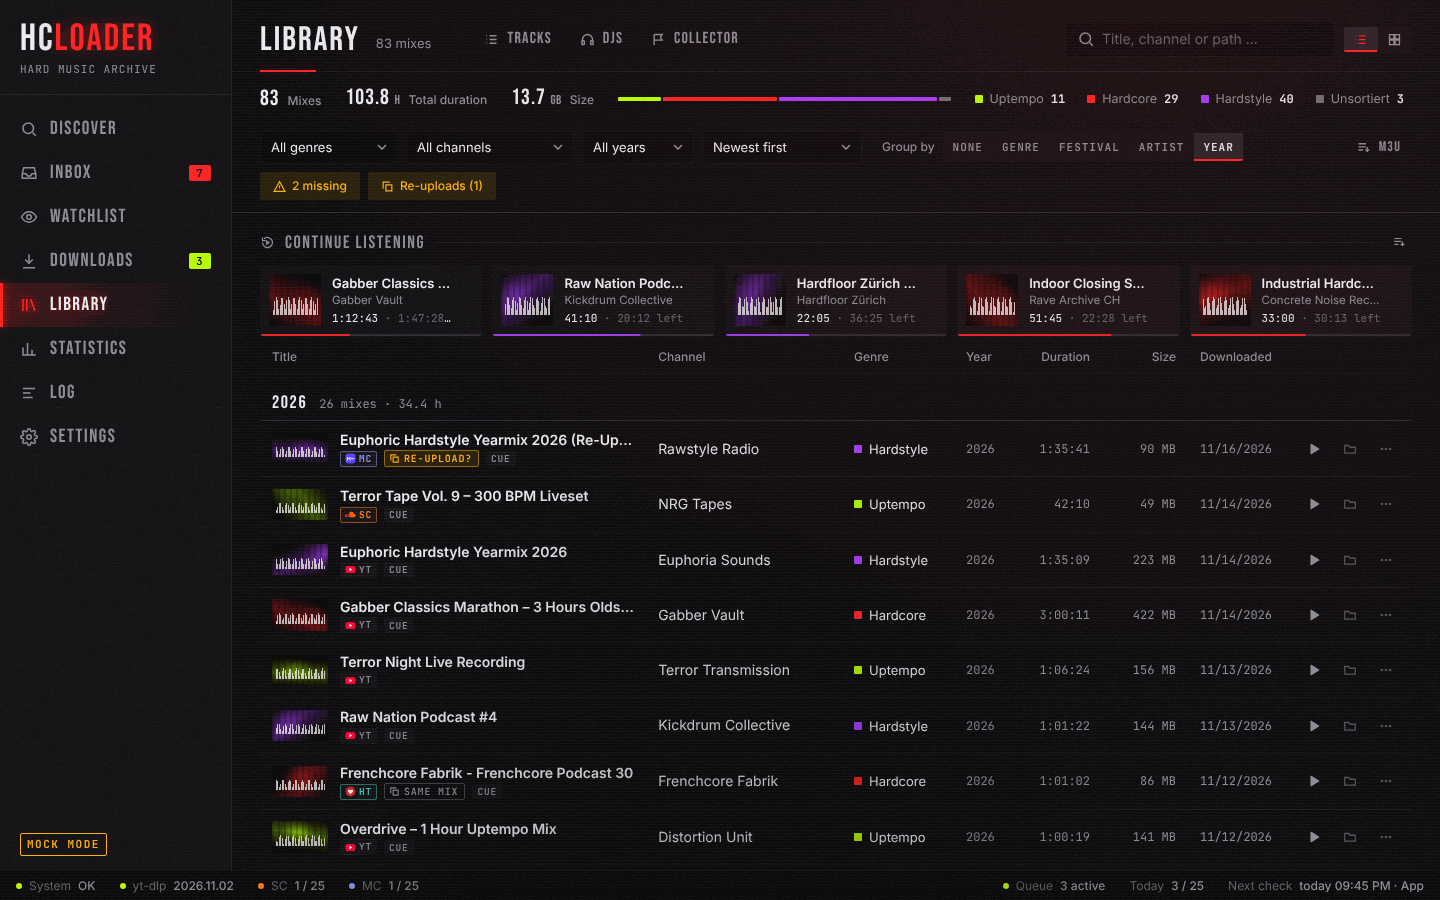 HCLOADER
HARD MUSIC ARCHIVE
DISCOVER
INBOX 7
WATCHLIST
DOWNLOADS 3
LIBRARY
STATISTICS
LOG
SETTINGS
MOCK MODE
LIBRARY 83 mixes TRACKS DJS COLLECTOR Title, channel or path ...
83 Mixes 103.8 H Total duration 13.7 GB Size Uptempo 11 Hardcore 29 Hardstyle 40 Unsortiert 3
All genres All channels All years Newest first Group by NONE GENRE FESTIVAL ARTIST YEAR M3U
2 missing Re-uploads (1)
CONTINUE LISTENING
Gabber Classics ...
Gabber Vault
1:12:43 · 1:47:28…
Raw Nation Podc...
Kickdrum Collective
41:10 · 20:12 left
Hardfloor Zürich ...
Hardfloor Zürich
22:05 · 36:25 left
Indoor Closing S...
Rave Archive CH
51:45 · 22:28 left
Industrial Hardc...
Concrete Noise Rec...
33:00 · 30:13 left
Title Channel Genre Year Duration Size Downloaded
2026 26 mixes · 34.4 h
Euphoric Hardstyle Yearmix 2026 (Re-Up... Rawstyle Radio Hardstyle 2026 1:35:41 90 MB 11/16/2026
MC RE-UPLOAD? CUE
Terror Tape Vol. 9 – 300 BPM Liveset NRG Tapes Uptempo 2026 42:10 49 MB 11/14/2026
SC CUE
Euphoric Hardstyle Yearmix 2026 Euphoria Sounds Hardstyle 2026 1:35:09 223 MB 11/14/2026
YT CUE
Gabber Classics Marathon – 3 Hours Olds... Gabber Vault Hardcore 2026 3:00:11 422 MB 11/14/2026
YT CUE
Terror Night Live Recording Terror Transmission Uptempo 2026 1:06:24 156 MB 11/13/2026
YT
Raw Nation Podcast #4 Kickdrum Collective Hardstyle 2026 1:01:22 144 MB 11/13/2026
YT CUE
Frenchcore Fabrik - Frenchcore Podcast 30 Frenchcore Fabrik Hardcore 2026 1:01:02 86 MB 11/12/2026
HT SAME MIX CUE
Overdrive – 1 Hour Uptempo Mix Distortion Unit Uptempo 2026 1:00:19 141 MB 11/12/2026
YT CUE
System OK yt-dlp 2026.11.02 SC 1 / 25 MC 1 / 25 Queue 3 active Today 3 / 25 Next check today 09:45 PM · App